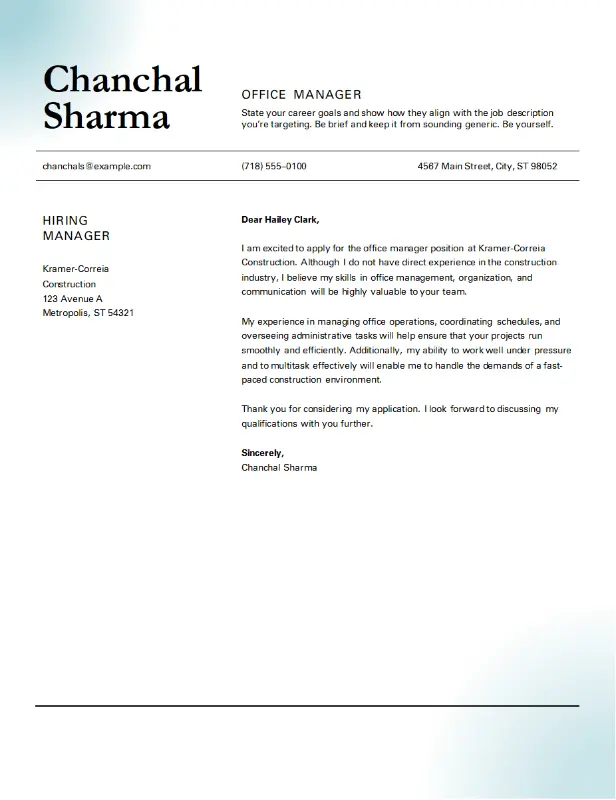 Chanchal
Sharma
OFFICE MANAGER
State your career goals and show how they align with the job description
you're targeting. Be brief and keep it from sounding generic. Be yourself.
chanchals@example.com
(718) 555–0100
4567 Main Street, City, ST 98052
HIRING
MANAGER
Kramer-Correia
Construction
123 Avenue A
Metropolis, ST 54321
Dear Hailey Clark,
I am excited to apply for the office manager position at Kramer-Correia
Construction. Although I do not have direct experience in the construction
industry, I believe my skills in office management, organization, and
communication will be highly valuable to your team.
My experience in managing office operations, coordinating schedules, and
overseeing administrative tasks will help ensure that your projects run
smoothly and efficiently. Additionally, my ability to work well under pressure
and to multitask effectively will enable me to handle the demands of a fast-
paced construction environment.
Thank you for considering my application. I look forward to discussing my
qualifications with you further.
Sincerely,
Chanchal Sharma